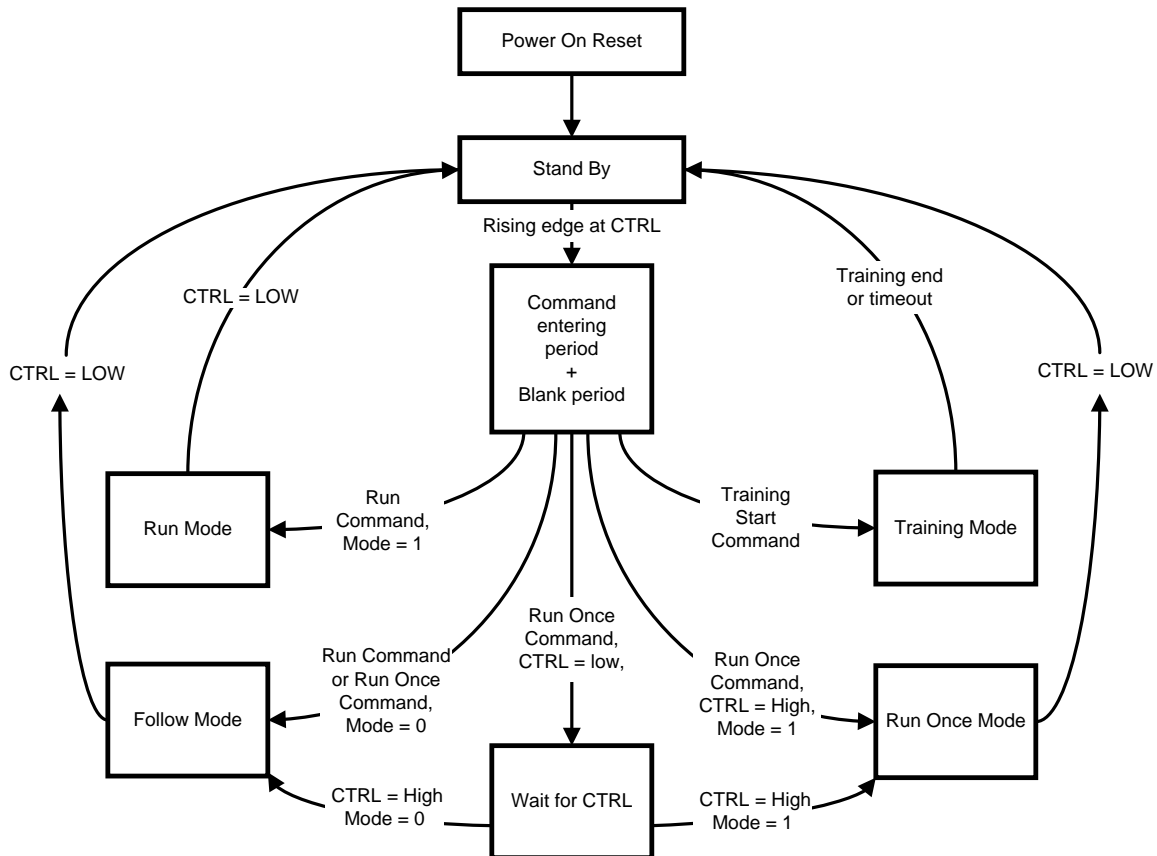 Power On Reset
Stand By
Rising edge at CTRL
Command
entering
period
+
Blank period
CTRL = LOW
Training end
or timeout
CTRL = LOW
CTRL = LOW
Run Mode
Run
Command,
Mode = 1
Training
Start
Command
Training Mode
Follow Mode
Run Command
or Run Once
Command,
Mode = 0
Run Once
Command,
CTRL = low,
Run Once
Command,
CTRL = High,
Mode = 1
Run Once Mode
CTRL = High
Mode = 0
Wait for CTRL
CTRL = High
Mode = 1